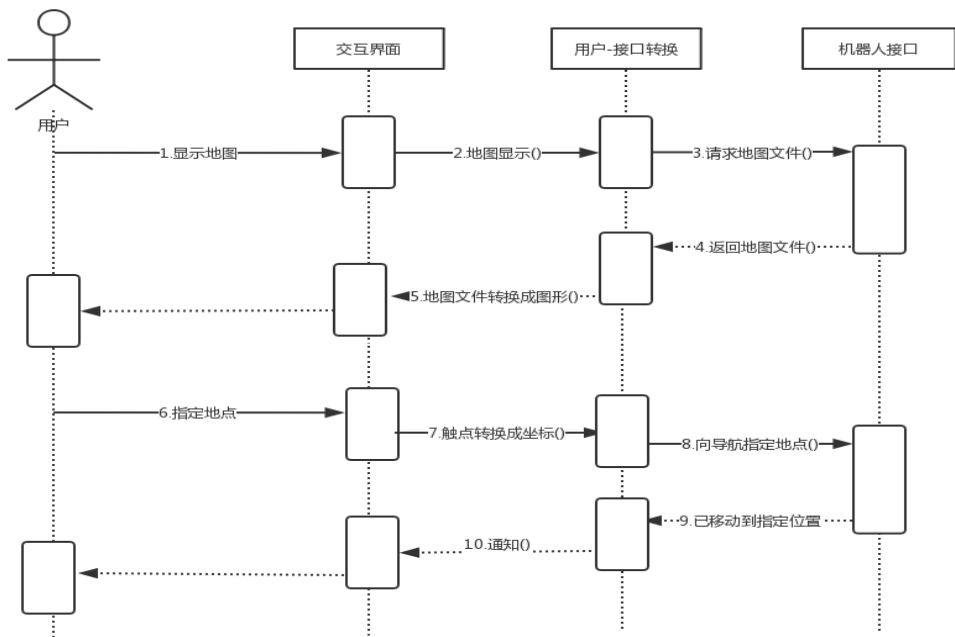 交互界面
用户-接口转换
机器人接口
用户
1.显示地图
2.地图显示()
3.请求地图文件()
4.返回地图文件()
5.地图文件转换成图形()
6.指定地点
7.触点转换成坐标()
8.向导航指定地点()
9.已移动到指定位置
10.通知()